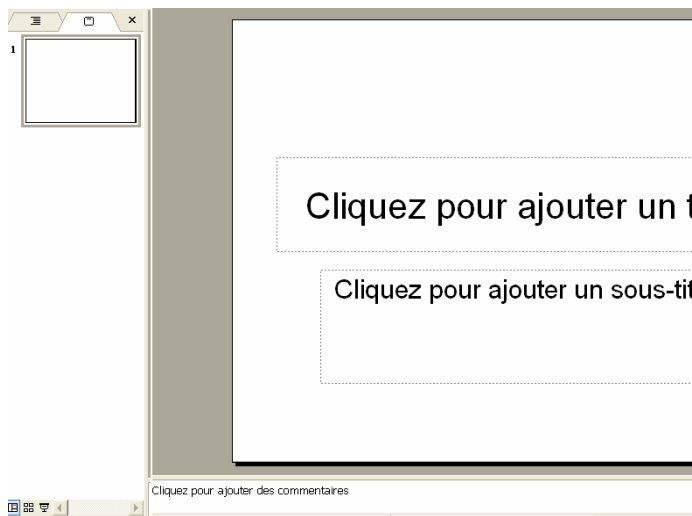 1
Cliquez pour ajouter un t
Cliquez pour ajouter un sous-tit
Cliquez pour ajouter des commentaires